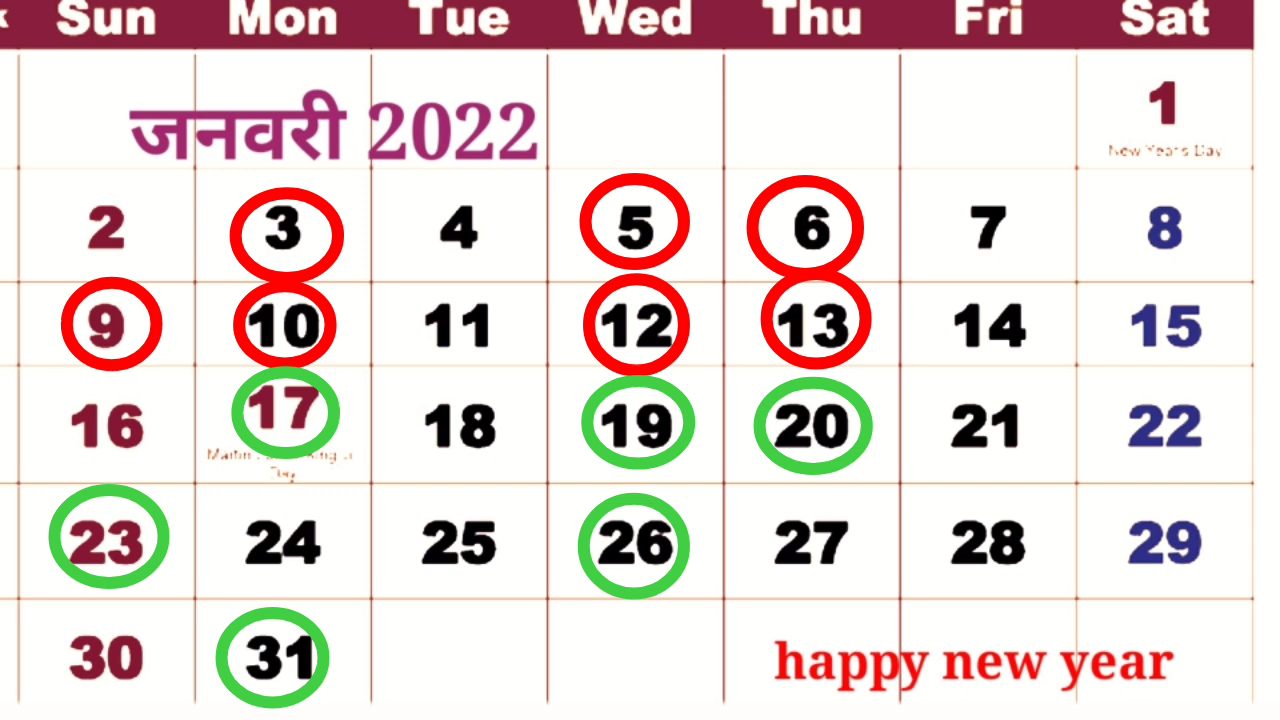 Sun Mon Tue Wed Thu Fri Sat
जनवरी 2022
1
New Year's Day
2 3 4 5 6 7 8
9 10 11 12 13 14 15
16 17 18 19 20 21 22
Day
23 24 25 26 27 28 29
30 31
happy new year